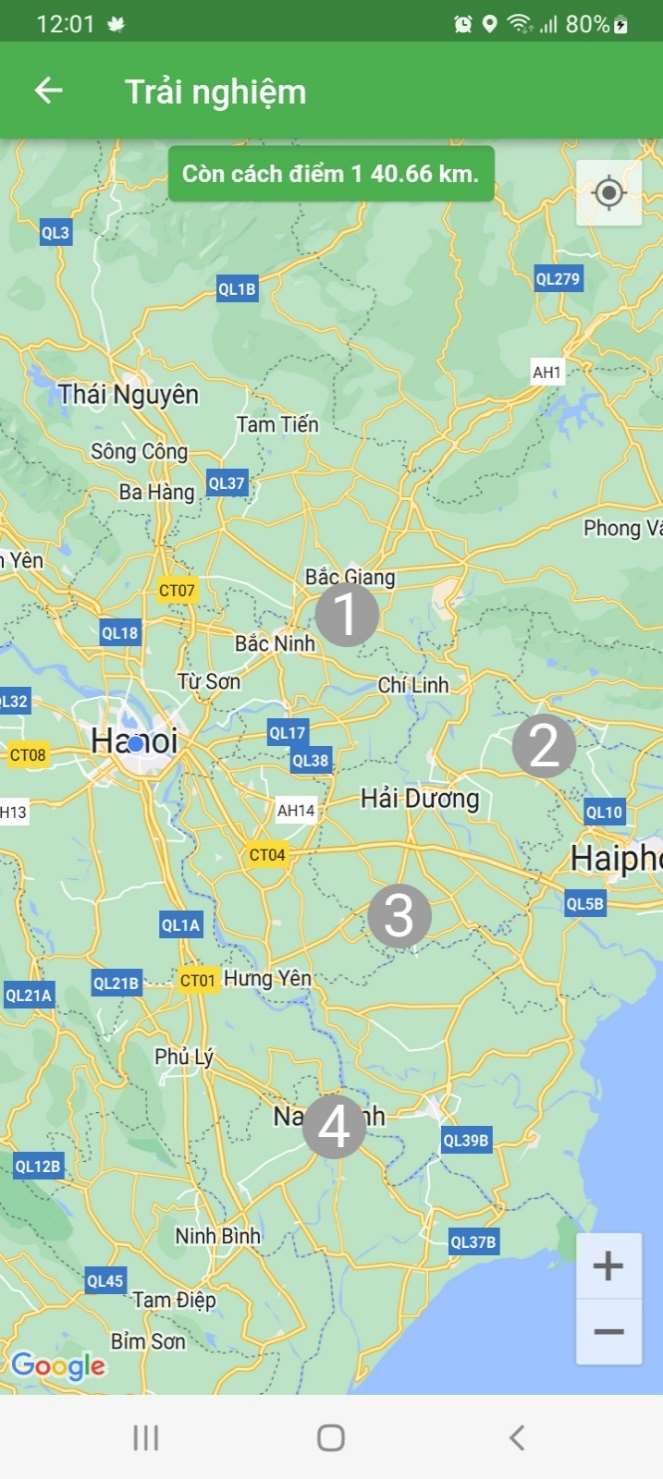 12:01
80%
Trải nghiệm
Còn cách điểm 1 40.66 km.
QL3
QL1B
QL279
AH1
Thái Nguyên
Tam Tiến
Sông Công
QL37
Ba Hàng
Phong Vâ
n Yên
Bắc Giang
CT07
1
QL18
Bắc Ninh
Từ Sơn
Chí Linh
QL32
QL17
Hanoi
2
CT08
QL38
Hải Dương
H13
AH14
QL10
CT04
Haipho
QL5B
3
QL1A
CT01
Hưng Yên
QL21B
QL21A
Phủ Lý
Na
4
nh
QL39B
QL12B
Ninh Bình
QL37B
QL45
Tam Điệp
Bỉm Sơn
Google